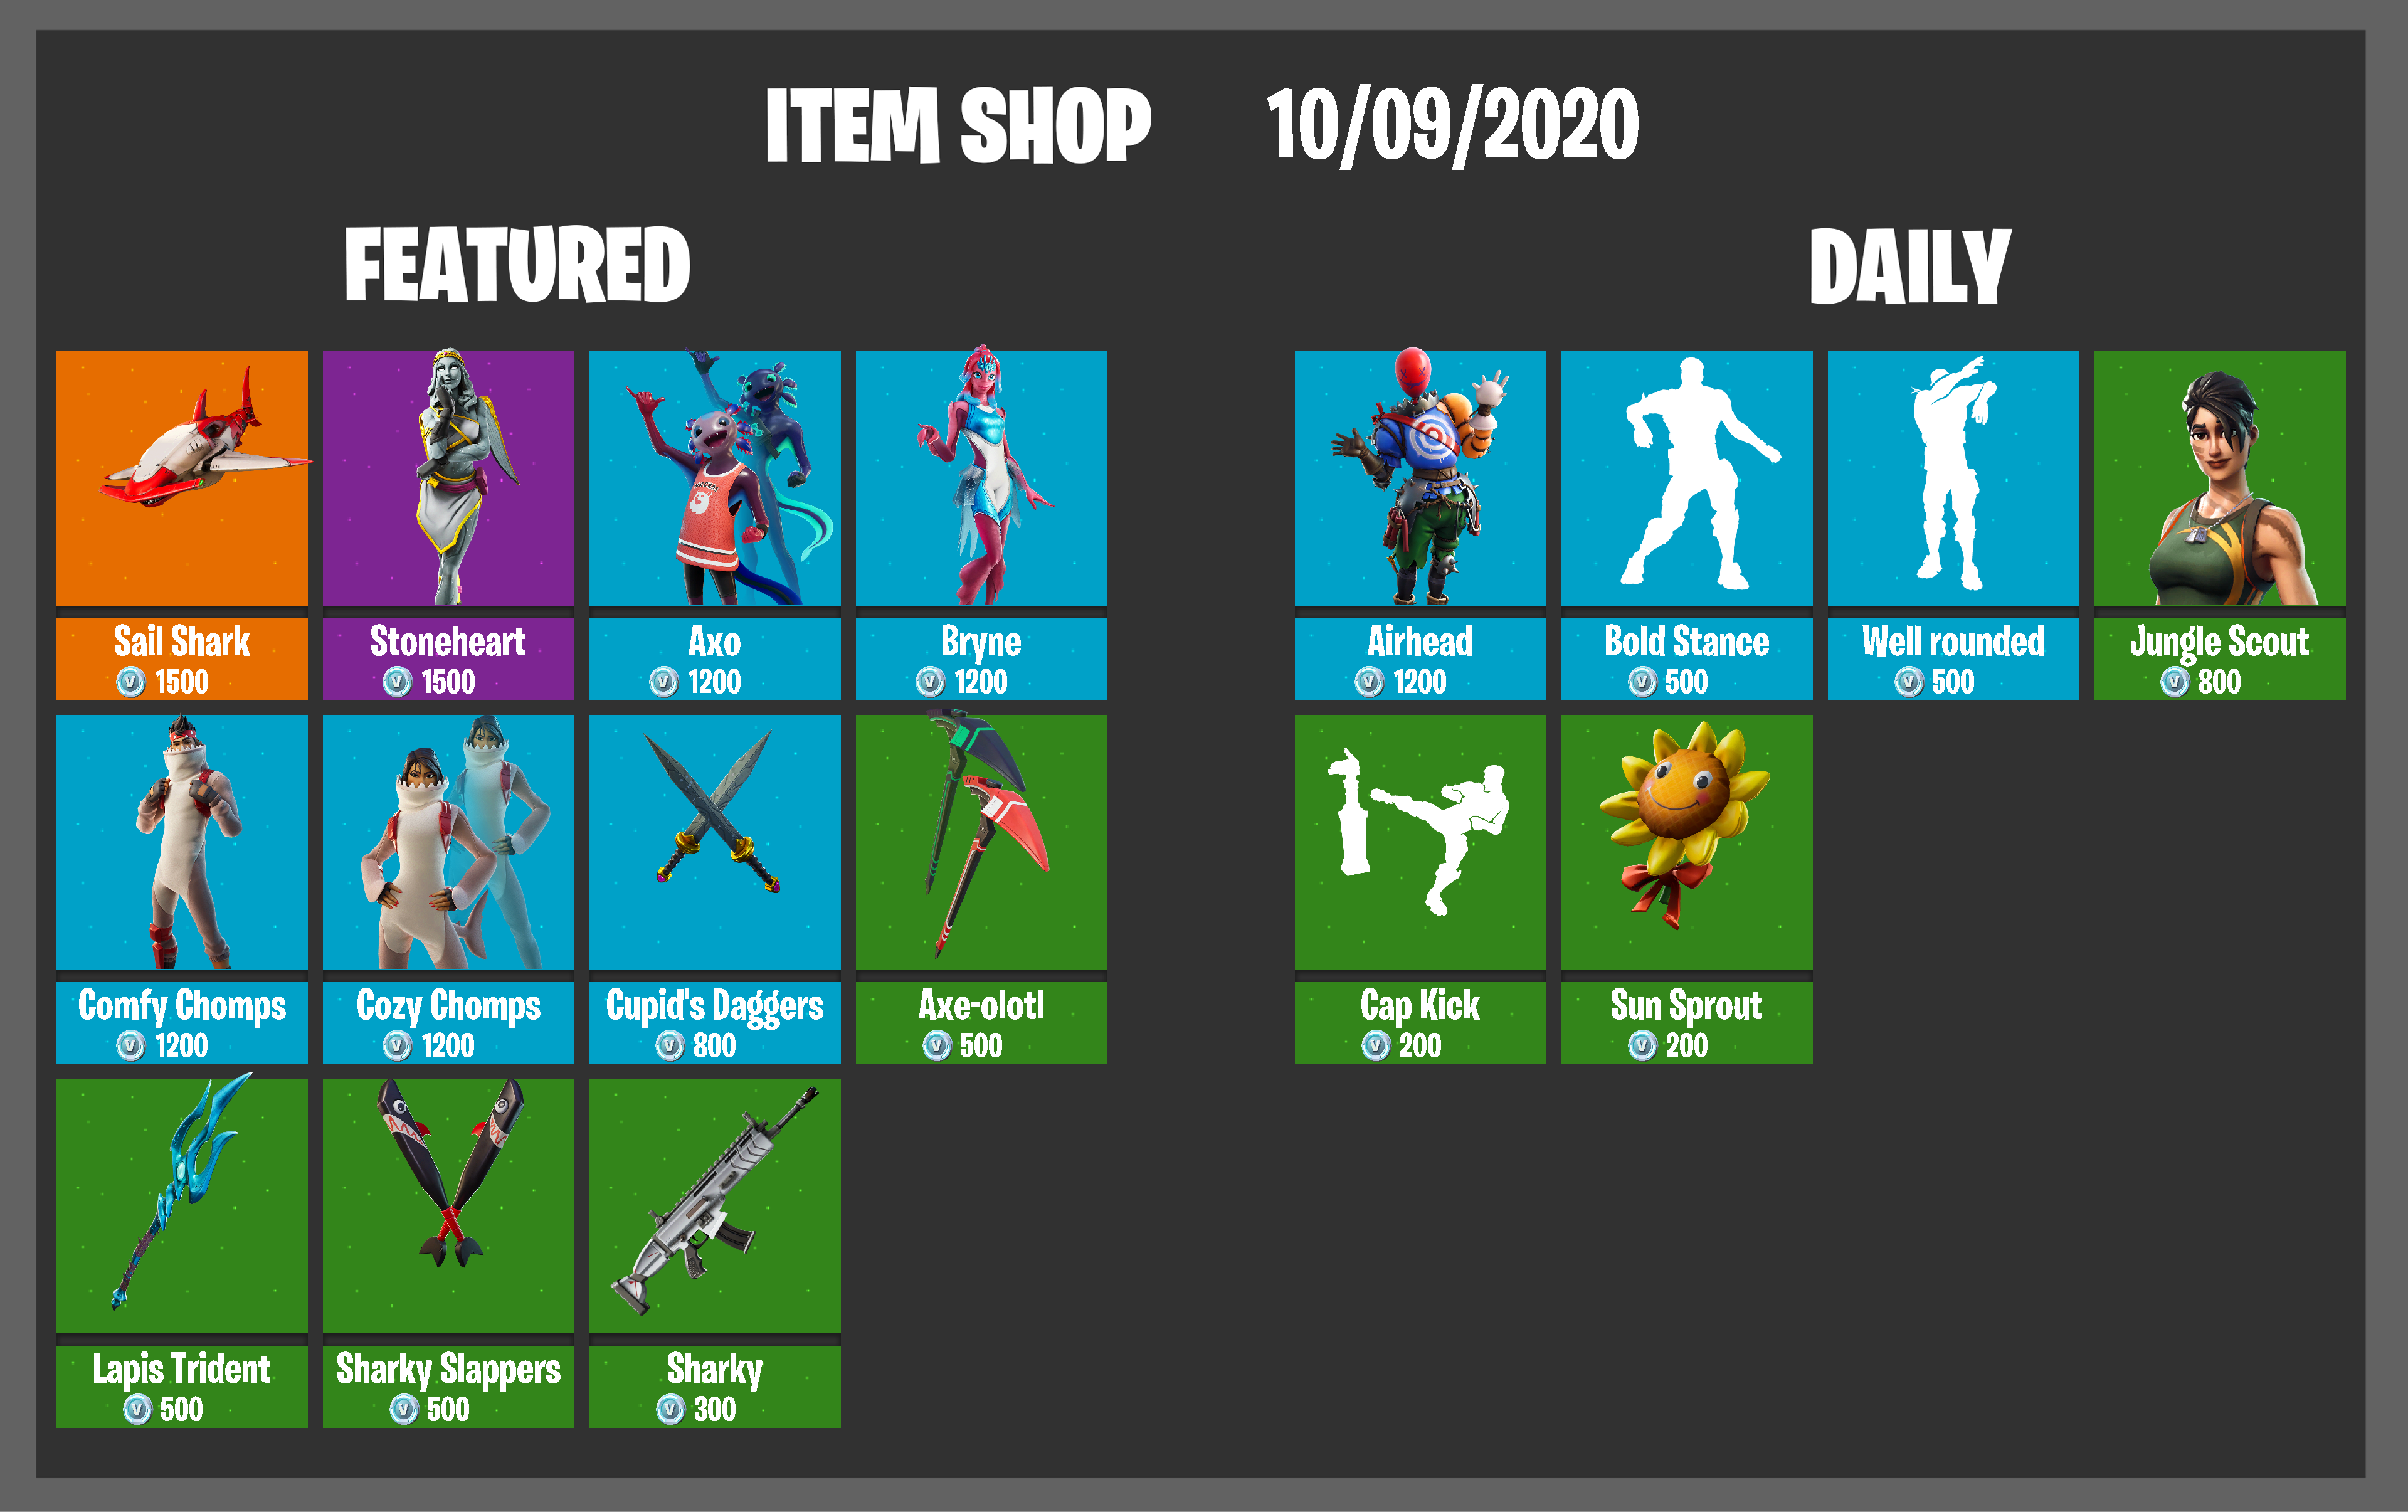 ITEM SHOP 10/09/2020
FEATURED
DAILY
Sail Shark
1500
Stoneheart
1500
Axo
1200
Bryne
1200
Comfy Chomps
1200
Cozy Chomps
1200
Cupid's Daggers
800
Axe-olotl
500
Lapis Trident
500
Sharky Slappers
500
Sharky
300
Airhead
1200
Bold Stance
500
Well rounded
500
Jungle Scout
800
Cap Kick
200
Sun Sprout
200